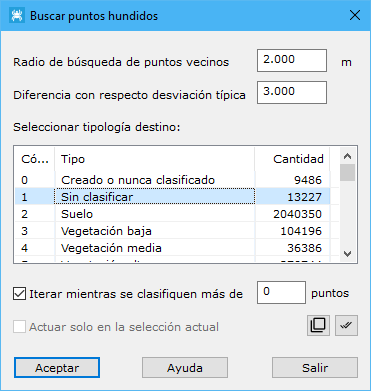 Buscar puntos hundidos
Radio de búsqueda de puntos vecinos 2.000 m
Diferencia con respecto desviación típica 3.000
Seleccionar tipología destino:
Có... Tipo Cantidad
0 Creado o nunca clasificado 9486
1 Sin clasificar 13227
2 Suelo 2040350
3 Vegetación baja 104196
4 Vegetación media 36386
Iterar mientras se clasifiquen más de 0 puntos
Actuar solo en la selección actual
Aceptar Ayuda Salir